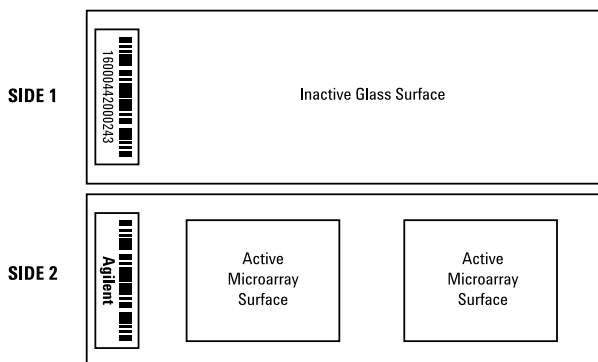 SIDE 1
16000442000243
Inactive Glass Surface
SIDE 2
Agilent
Active
Microarray
Surface
Active
Microarray
Surface